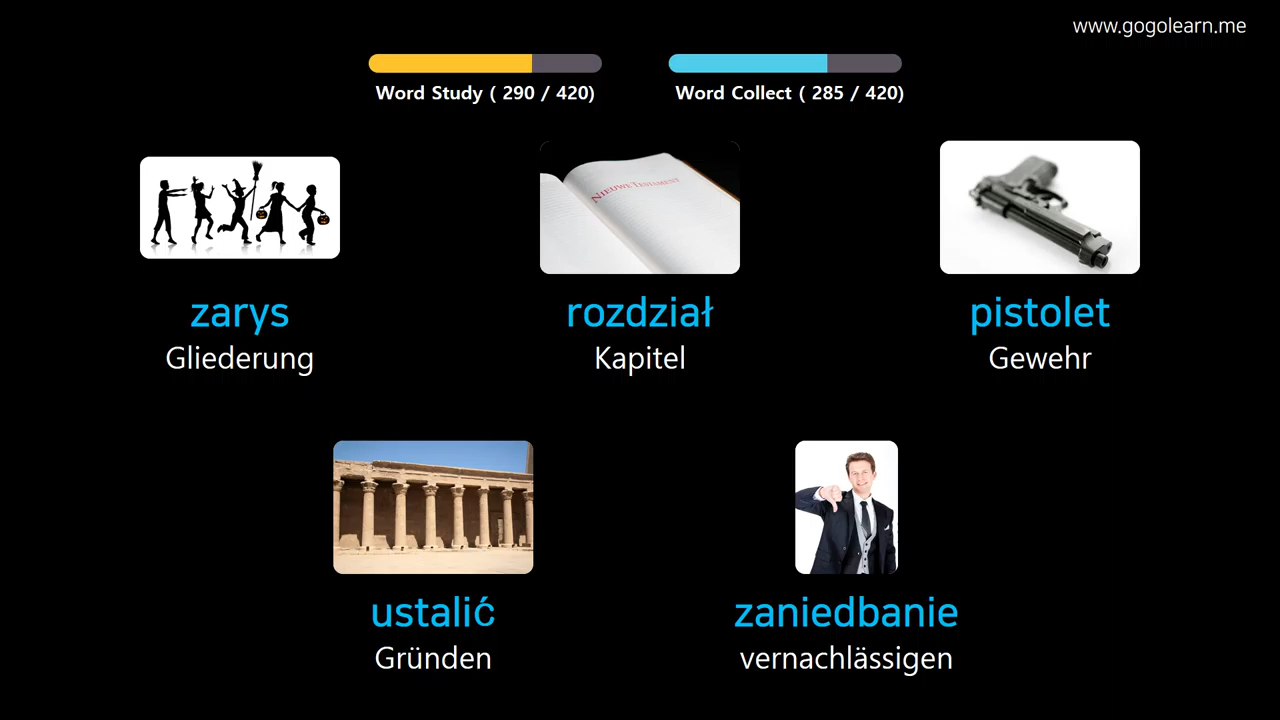 www.gogolearn.me
Word Study ( 290 / 420)
Word Collect ( 285 / 420)
NIEUWE TESTAMENT
zarys
Gliederung
rozdział
Kapitel
pistolet
Gewehr
ustalić
Gründen
zaniedbanie
vernachlässigen